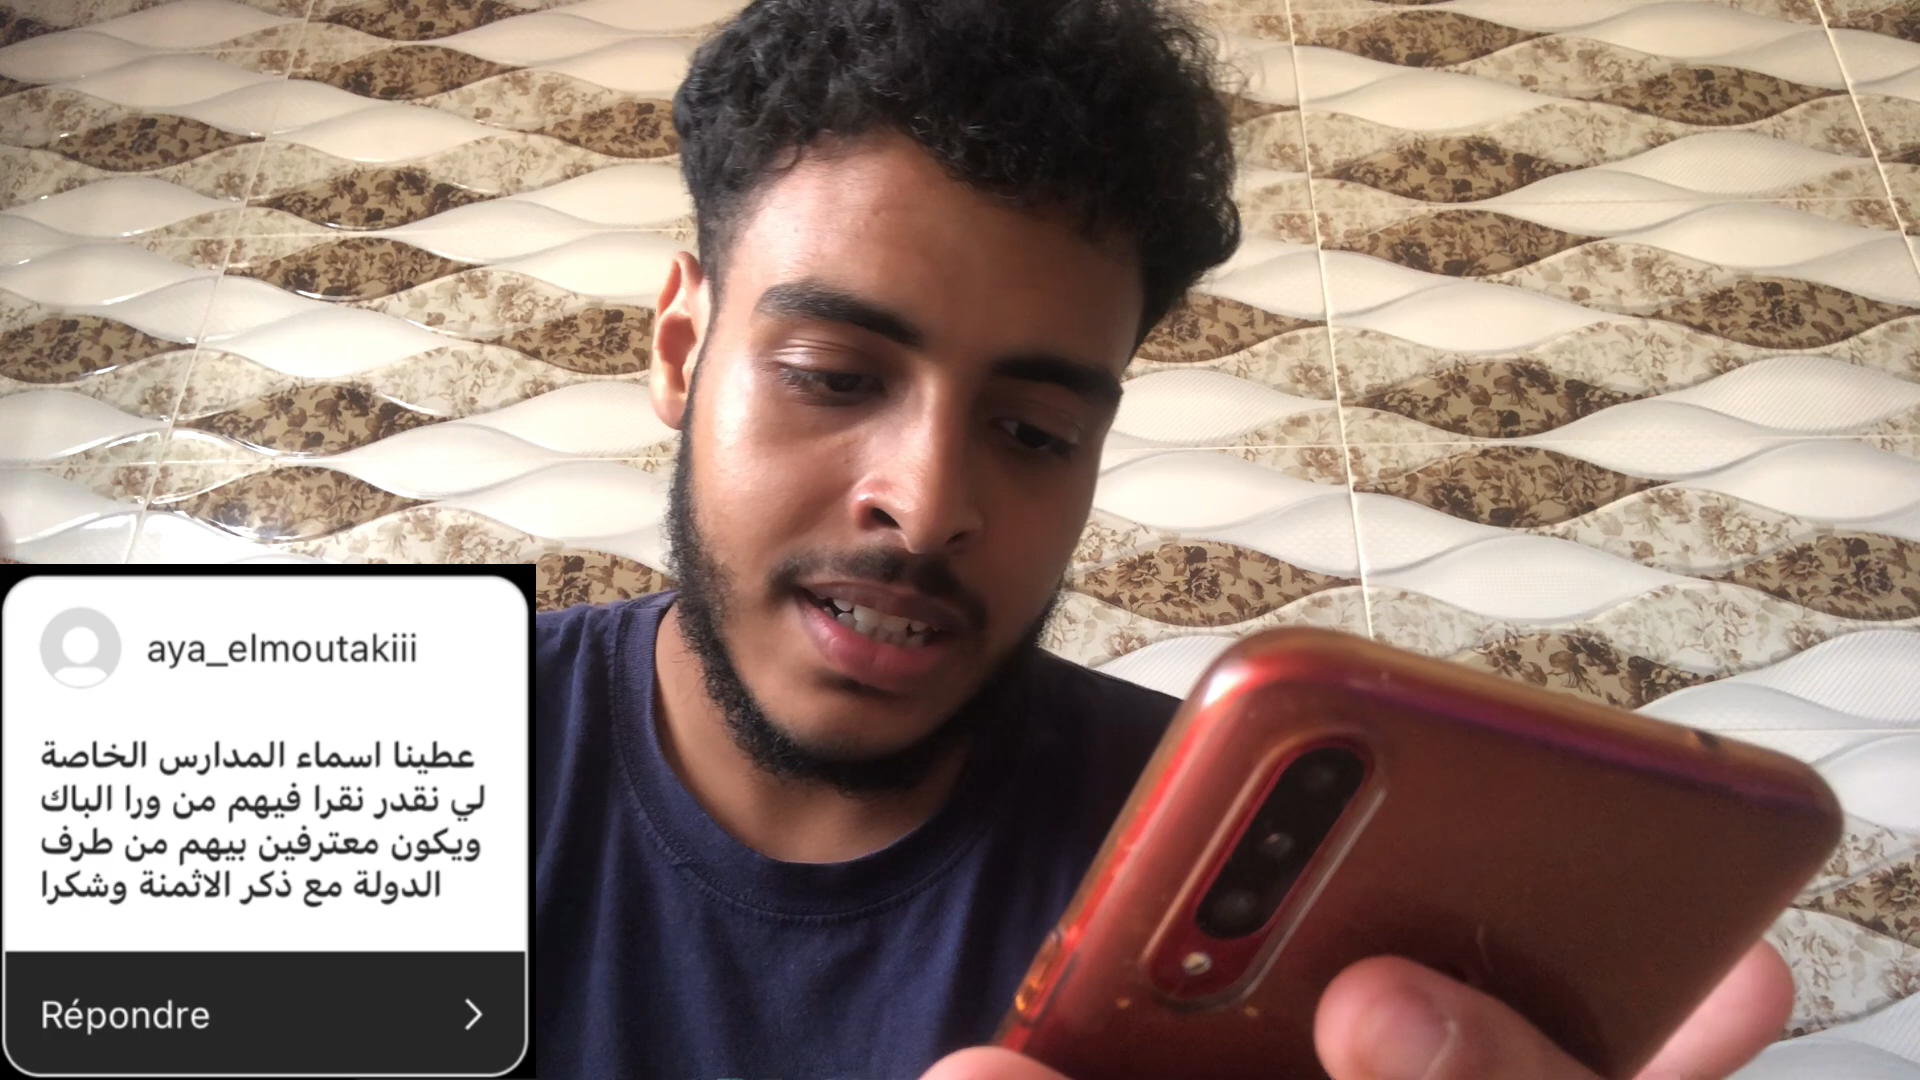 aya_elmoutakiii
عطينا اسماء المدارس الخاصة
لي نقدر نقرا فيهم من ورا الباك
ويكون معترفين بيهم من طرف
الدولة مع ذكر الاثمنة وشكرا
Répondre